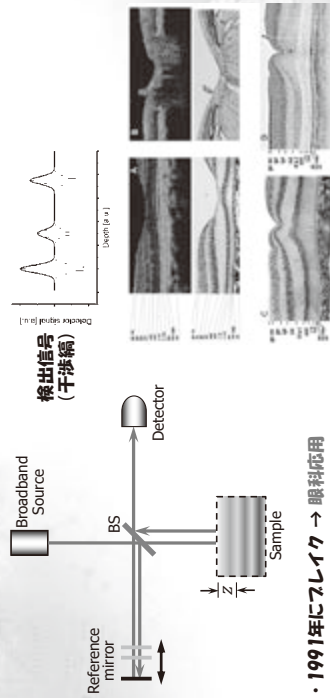 Broadband
Source
BS
Detector
Reference
mirror
Sample
z
検出信号
(干渉縞)
Detector signal [a.u.]
Depth [a.u.]
A
B
C
D
・1991年にブレイク → 眼科応用